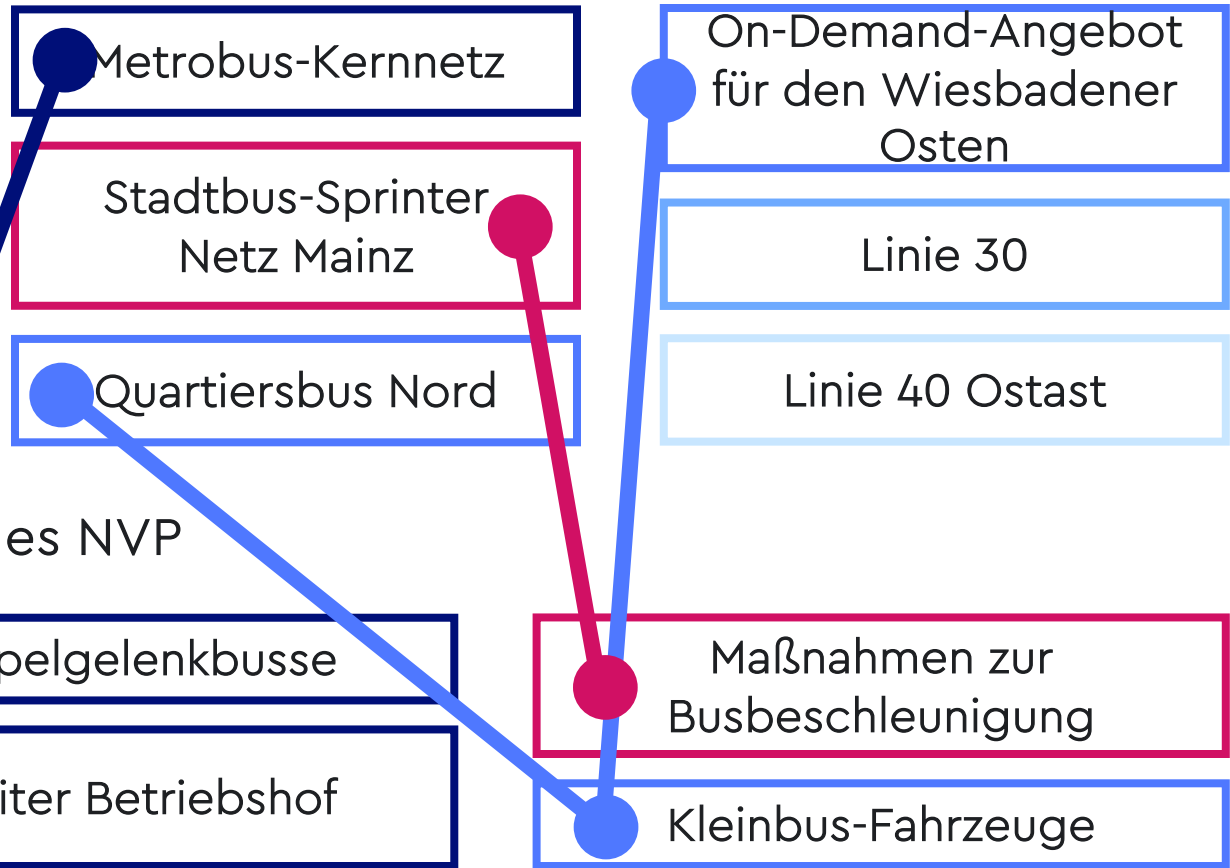 Metrobus-Kernnetz
Stadtbus-Sprinter
Netz Mainz
Quartiersbus Nord
On-Demand-Angebot
für den Wiesbadener
Osten
Linie 30
Linie 40 Ostast
es NVP
pelgelenkbusse
iter Betriebshof
Maßnahmen zur
Busbeschleunigung
Kleinbus-Fahrzeuge